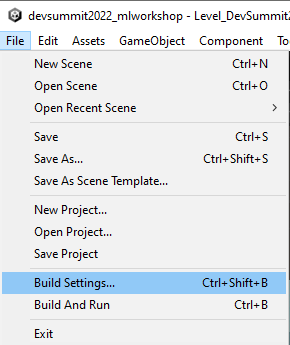 devsummit2022_mlworkshop - Level_DevSummit2
File Edit Assets GameObject Component To
New Scene Ctrl+N
Open Scene Ctrl+O
Open Recent Scene
Save Ctrl+S
Save As... Ctrl+Shift+S
Save As Scene Template...
New Project...
Open Project...
Save Project
Build Settings... Ctrl+Shift+B
Build And Run Ctrl+B
Exit